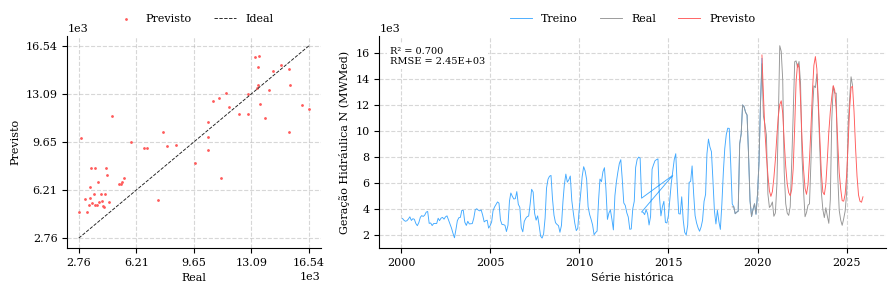 Previsto
Ideal
1e3
16.54
13.09
9.65
6.21
2.76
Previsto
2.76
6.21
9.65
13.09
16.54
1e3
Real
Treino
Real
Previsto
1e3
R² = 0.700
RMSE = 2.45E+03
16
14
12
10
8
6
4
2
Geração Hidráulica N (MWMed)
2000
2005
2010
2015
2020
2025
Série histórica